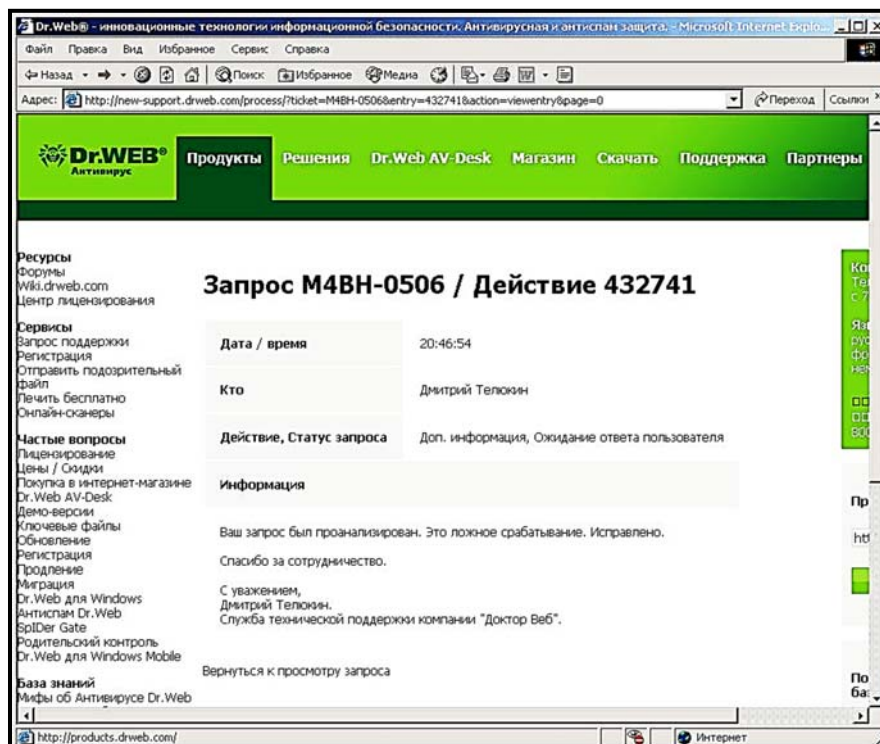 Dr.Web® - инновационные технологии информационной безопасности. Антивирусная и антиспам защита. - Microsoft Internet Explo...
Файл Правка Вид Избранное Сервис Справка
Назад Поиск Избранное Медиа
Адрес: http://new-support.drweb.com/process/?ticket=M4BH-0506&entry=432741&action=viewentry&page=0 Переход Ссылки
Dr.WEB®
Антивирус
Продукты Решения Dr.Web AV-Desk Магазин Скачать Поддержка Партнеры
Ресурсы
Форумы
Wiki.drweb.com
Центр лицензирования
Сервисы
Запрос поддержки
Регистрация
Отправить подозрительный
файл
Лечить бесплатно
Онлайн-сканеры
Частые вопросы
Лицензирование
Цены / Скидки
Покупка в интернет-магазине
Dr.Web AV-Desk
Демо-версии
Ключевые файлы
Обновление
Регистрация
Продление
Миграция
Dr.Web для Windows
Антиспам Dr.Web
SpIDer Gate
Родительский контроль
Dr.Web для Windows Mobile
База знаний
Мифы об Антивирусе Dr.Web
Запрос M4BH-0506 / Действие 432741
Дата / время 20:46:54
Кто Дмитрий Телюкин
Действие, Статус запроса Доп. информация, Ожидание ответа пользователя
Информация
Ваш запрос был проанализирован. Это ложное срабатывание. Исправлено.
Спасибо за сотрудничество.
С уважением,
Дмитрий Телюкин.
Служба технической поддержки компании "Доктор Веб".
Вернуться к просмотру запроса
http://products.drweb.com/ Интернет